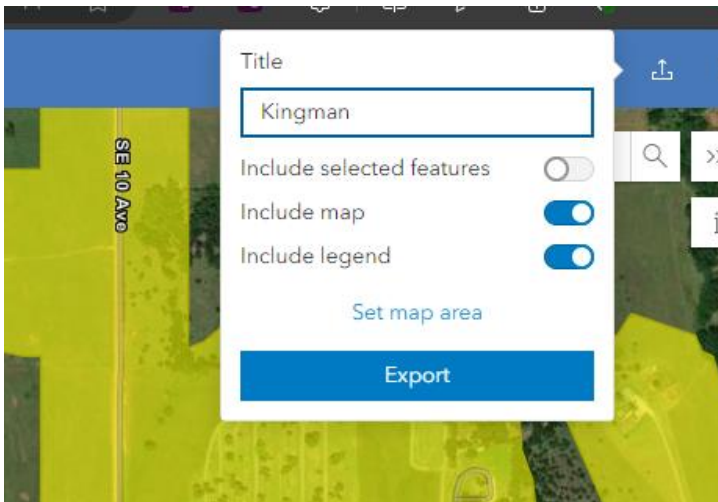 Title
Kingman
Include selected features
Include map
Include legend
Set map area
Export
SE 10 Ave